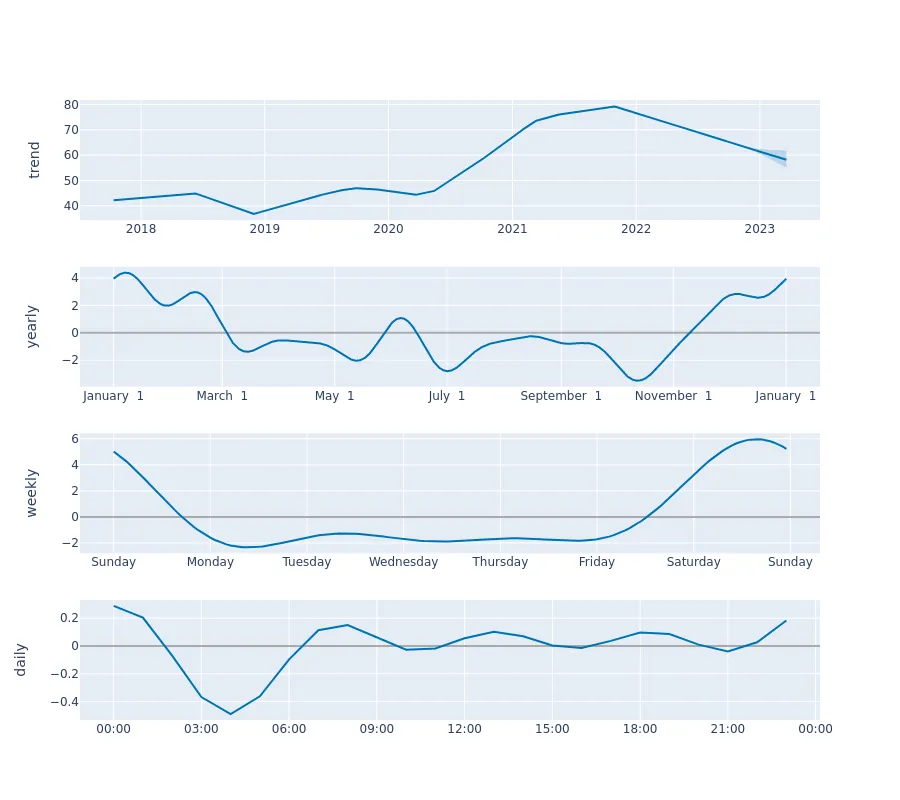 trend
80
70
60
50
40
2018 2019 2020 2021 2022 2023
yearly
4
2
0
−2
January 1 March 1 May 1 July 1 September 1 November 1 January 1
weekly
6
4
2
0
−2
Sunday Monday Tuesday Wednesday Thursday Friday Saturday Sunday
daily
0.2
0
−0.2
−0.4
00:00 03:00 06:00 09:00 12:00 15:00 18:00 21:00 00:00